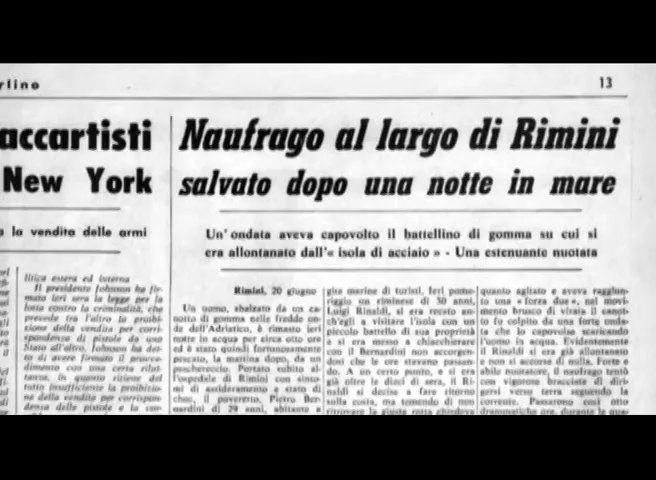 rlino
13
accartisti
New York
a la vendita delle armi
litica estera ed interna
Il presidente Johnson ha fir-
mato ieri sera la legge per la
lotta contro la criminalità, che
prevede tra l'altro la proibi-
zione della vendita per corri-
spondenza di pistole da uno
Stato all'altro. Johnson ha det-
to di avere firmato il provve-
dimento con una certa rilut-
tanza, in quanto ritiene del
tutto insufficiente la proibizio-
ne della vendita per corrispon-
denza delle pistole e la
Naufrago al largo di Rimini
salvato dopo una notte in mare
Un'ondata aveva capovolto il battellino di gomma su cui si
era allontanato dall'« isola di acciaio » - Una estenuante nuotata
Rimini, 20 giugno
Un uomo, sbalzato da un ca-
notto di gomma nelle fredde on-
de dell'Adriatico, è rimasto ieri
notte in acqua per circa otto ore
ed è stato quindi fortunosamente
pescato, la mattina dopo, da un
peschereccio. Portato subito al-
l'ospedale di Rimini con sinto-
mi di assideramento e stato di
choc, il poveretto, Pietro Ber-
nardini di 29 anni, abitante a
gite marine di turisti. Ieri pome-
riggio un riminese di 30 anni,
Luigi Rinaldi, si era recato an-
ch'egli a visitare l'isola con un
piccolo battello di sua proprietà
e si era messo a chiacchierare
con il Bernardini non accorgen-
dosi che le ore stavano passan-
do. A un certo punto, e si era
già oltre le dieci di sera, il Ri-
naldi si decise a fare ritorno
sulla costa, ma temendo di non
ritrovare la giusta rotta chiedeva
quanto agitato e aveva raggiun-
to una « forza due », nel movi-
mento brusco di virata il canot-
to fu colpito da una forte onda-
ta che lo capovolse scaricando
l'uomo in acqua. Evidentemente
il Rinaldi si era già allontanato
e non si accorse di nulla. Forte e
abile nuotatore, il naufrago tentò
con vigorose bracciate di diri-
gersi verso terra seguendo la
corrente. Passarono così otto
drammatiche ore, durante le qua-